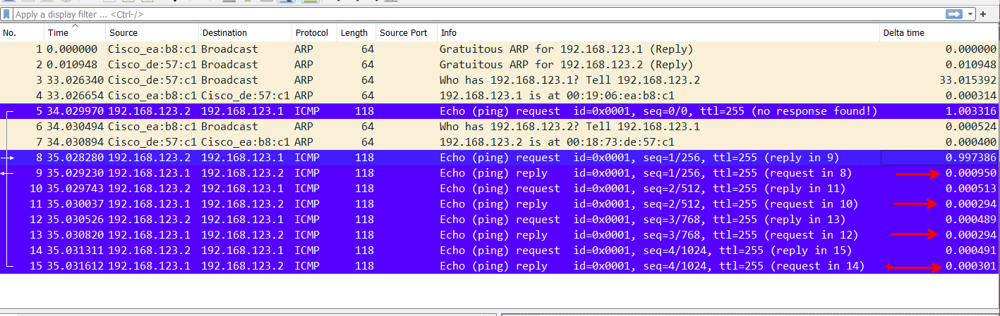 Apply a display filter ... <Ctrl-/>
No. Time Source Destination Protocol Length Source Port Info Delta time
1 0.000000 Cisco_ea:b8:c1 Broadcast ARP 64 Gratuitous ARP for 192.168.123.1 (Reply) 0.000000
2 0.010948 Cisco_de:57:c1 Broadcast ARP 64 Gratuitous ARP for 192.168.123.2 (Reply) 0.010948
3 33.026340 Cisco_de:57:c1 Broadcast ARP 64 Who has 192.168.123.1? Tell 192.168.123.2 33.015392
4 33.026654 Cisco_ea:b8:c1 Cisco_de:57:c1 ARP 64 192.168.123.1 is at 00:19:06:ea:b8:c1 0.000314
5 34.029970 192.168.123.2 192.168.123.1 ICMP 118 Echo (ping) request id=0x0001, seq=0/0, ttl=255 (no response found!) 1.003316
6 34.030494 Cisco_ea:b8:c1 Broadcast ARP 64 Who has 192.168.123.2? Tell 192.168.123.1 0.000524
7 34.030894 Cisco_de:57:c1 Cisco_ea:b8:c1 ARP 64 192.168.123.2 is at 00:18:73:de:57:c1 0.000400
8 35.028280 192.168.123.2 192.168.123.1 ICMP 118 Echo (ping) request id=0x0001, seq=1/256, ttl=255 (reply in 9) 0.997386
9 35.029230 192.168.123.1 192.168.123.2 ICMP 118 Echo (ping) reply id=0x0001, seq=1/256, ttl=255 (request in 8) 0.000950
10 35.029743 192.168.123.2 192.168.123.1 ICMP 118 Echo (ping) request id=0x0001, seq=2/512, ttl=255 (reply in 11) 0.000513
11 35.030037 192.168.123.1 192.168.123.2 ICMP 118 Echo (ping) reply id=0x0001, seq=2/512, ttl=255 (request in 10) 0.000294
12 35.030526 192.168.123.2 192.168.123.1 ICMP 118 Echo (ping) request id=0x0001, seq=3/768, ttl=255 (reply in 13) 0.000489
13 35.030820 192.168.123.1 192.168.123.2 ICMP 118 Echo (ping) reply id=0x0001, seq=3/768, ttl=255 (request in 12) 0.000294
14 35.031311 192.168.123.2 192.168.123.1 ICMP 118 Echo (ping) request id=0x0001, seq=4/1024, ttl=255 (reply in 15) 0.000491
15 35.031612 192.168.123.1 192.168.123.2 ICMP 118 Echo (ping) reply id=0x0001, seq=4/1024, ttl=255 (request in 14) 0.000301